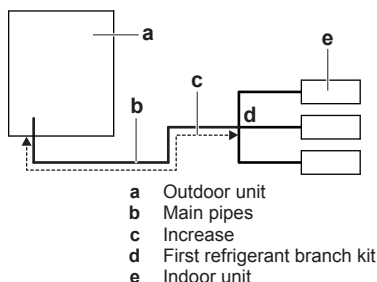 a
e
c
b
d
a Outdoor unit
b Main pipes
c Increase
d First refrigerant branch kit
e Indoor unit